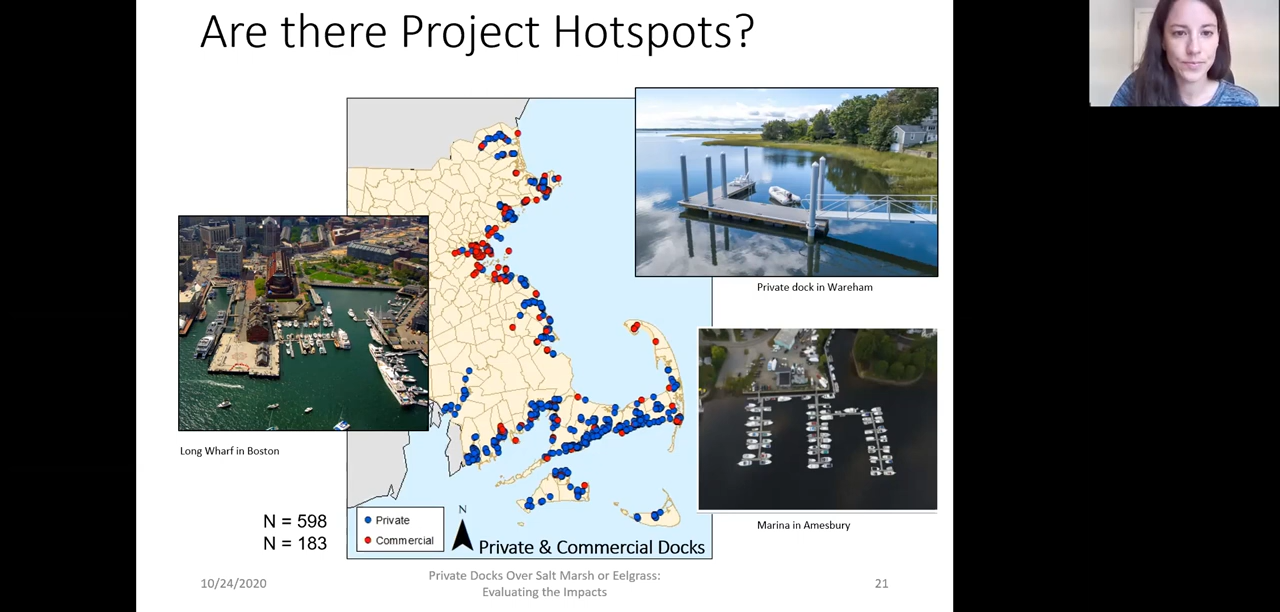 Are there Project Hotspots?
Private dock in Wareham
Long Wharf in Boston
Marina in Amesbury
N = 598
N = 183
Private
Commercial
N
Private & Commercial Docks
10/24/2020
Private Docks Over Salt Marsh or Eelgrass:
Evaluating the Impacts
21